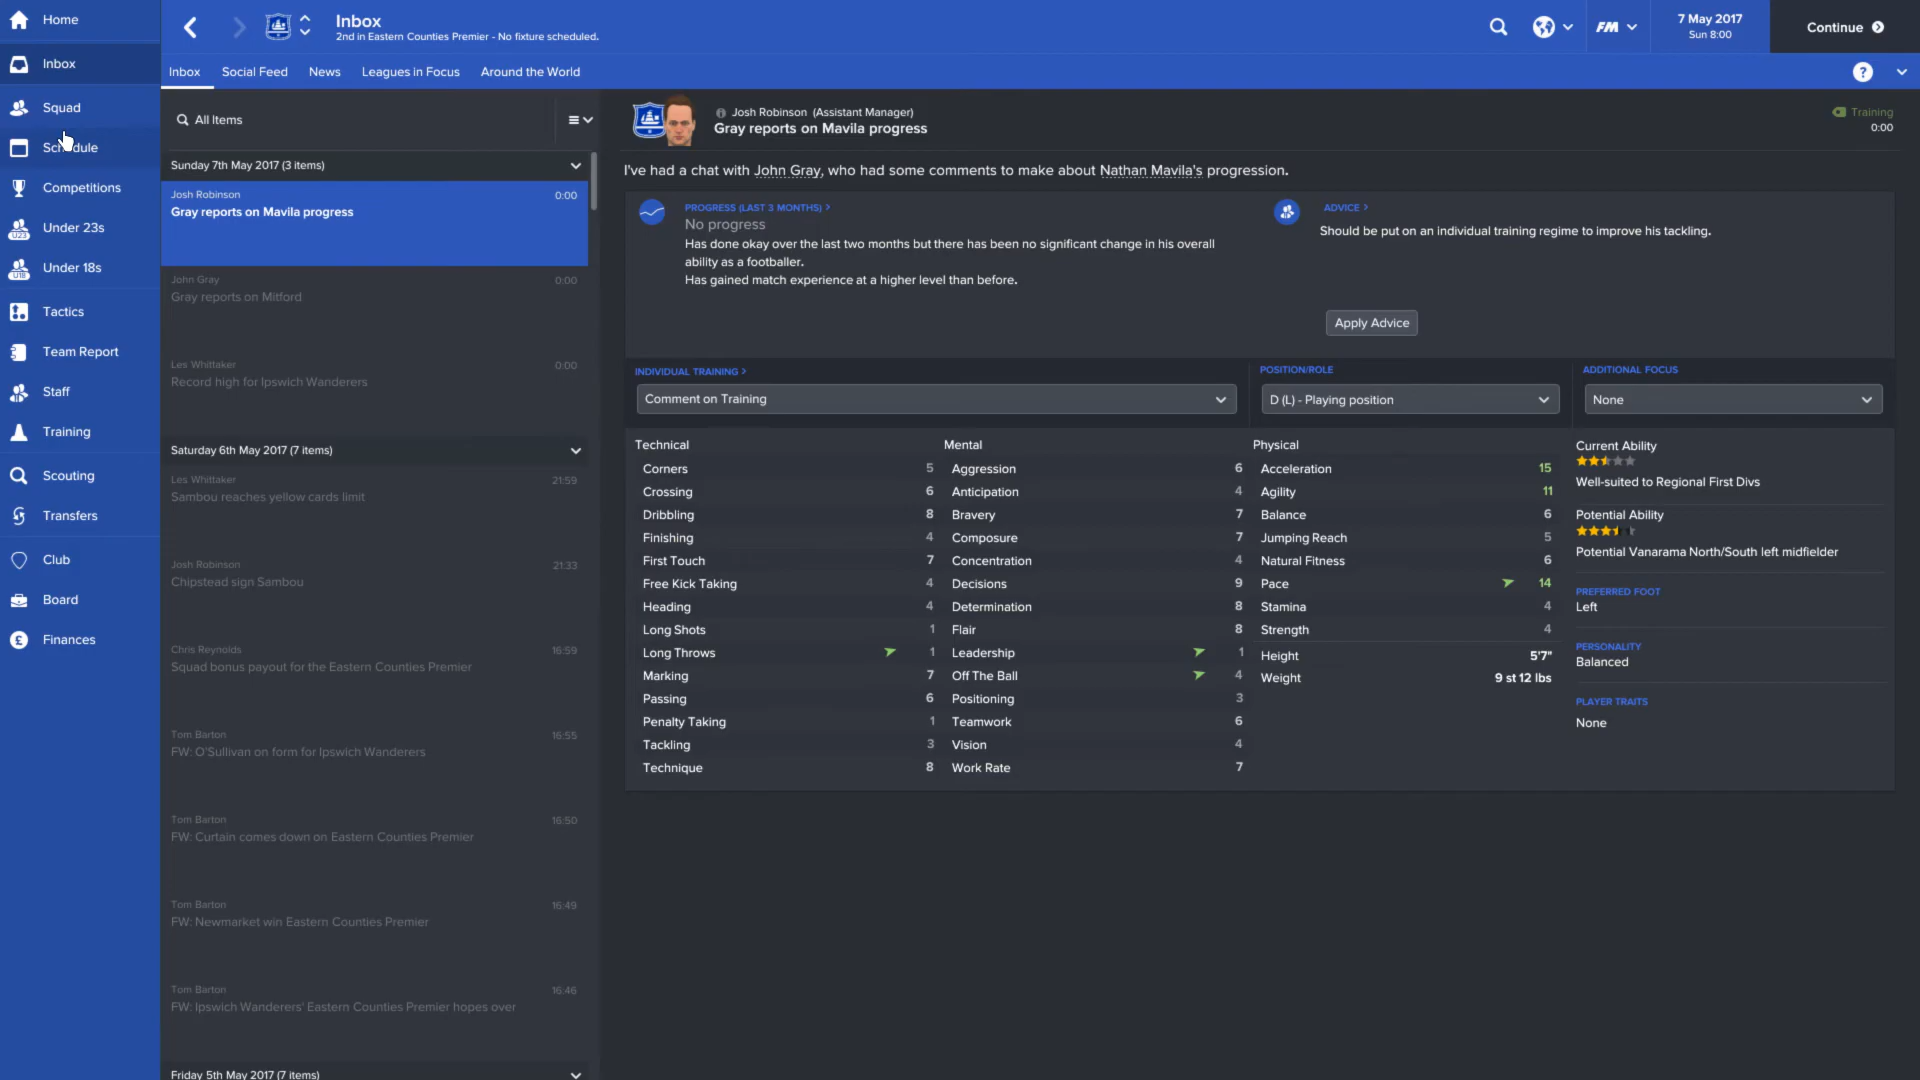 Home
Inbox
Squad
Schedule
Competitions
Under 23s
Under 18s
Tactics
Team Report
Staff
Training
Scouting
Transfers
Club
Board
Finances
Inbox
2nd in Eastern Counties Premier - No fixture scheduled.
FM
7 May 2017
Sun 8:00
Continue
Inbox
Social Feed
News
Leagues in Focus
Around the World
?
All Items
Sunday 7th May 2017 (3 items)
Josh Robinson 0:00
Gray reports on Mavila progress
John Gray 0:00
Gray reports on Mitford
Les Whittaker 0:00
Record high for Ipswich Wanderers
Saturday 6th May 2017 (7 items)
Les Whittaker 21:59
Sambou reaches yellow cards limit
Josh Robinson 21:33
Chipstead sign Sambou
Chris Reynolds 16:59
Squad bonus payout for the Eastern Counties Premier
Tom Barton 16:55
FW: O'Sullivan on form for Ipswich Wanderers
Tom Barton 16:50
FW: Curtain comes down on Eastern Counties Premier
Tom Barton 16:49
FW: Newmarket win Eastern Counties Premier
Tom Barton 16:46
FW: Ipswich Wanderers' Eastern Counties Premier hopes over
Friday 5th May 2017 (7 items)
Josh Robinson (Assistant Manager)
Gray reports on Mavila progress
Training
0:00
I've had a chat with John Gray, who had some comments to make about Nathan Mavila's progression.
PROGRESS (LAST 3 MONTHS) >
No progress
Has done okay over the last two months but there has been no significant change in his overall
ability as a footballer.
Has gained match experience at a higher level than before.
ADVICE >
Should be put on an individual training regime to improve his tackling.
Apply Advice
INDIVIDUAL TRAINING >
Comment on Training
POSITION/ROLE
D (L) - Playing position
ADDITIONAL FOCUS
None
Technical
Corners 5
Crossing 6
Dribbling 8
Finishing 4
First Touch 7
Free Kick Taking 4
Heading 4
Long Shots 1
Long Throws 1
Marking 7
Passing 6
Penalty Taking 1
Tackling 3
Technique 8
Mental
Aggression 6
Anticipation 4
Bravery 7
Composure 7
Concentration 4
Decisions 9
Determination 8
Flair 8
Leadership 1
Off The Ball 4
Positioning 3
Teamwork 6
Vision 4
Work Rate 7
Physical
Acceleration 15
Agility 11
Balance 6
Jumping Reach 5
Natural Fitness 6
Pace 14
Stamina 4
Strength 4
Height 5'7"
Weight 9 st 12 lbs
Current Ability
Well-suited to Regional First Divs
Potential Ability
Potential Vanarama North/South left midfielder
PREFERRED FOOT
Left
PERSONALITY
Balanced
PLAYER TRAITS
None